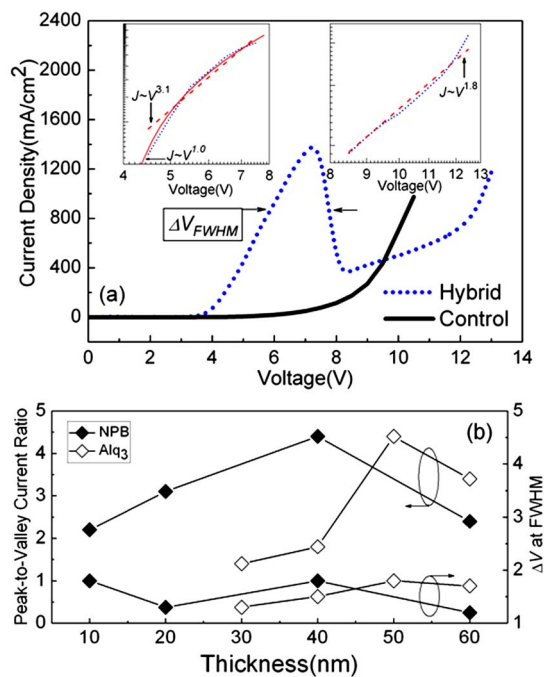 (a)
2400
2000
1600
1200
800
400
0
Current Density(mA/cm²)
J~V³·¹
J~V¹·⁰
4 5 6 7 8
Voltage(V)
J~V¹·⁸
8 9 10 11 12 13
Voltage(V)
ΔV_FWHM
Hybrid
Control
0 2 4 6 8 10 12 14
Voltage(V)
(b)
NPB
Alq₃
5
4
3
2
1
0
Peak-to-Valley Current Ratio
5
4
3
2
1
ΔV at FWHM
10 20 30 40 50 60
Thickness(nm)